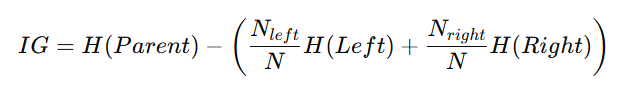 IG = H(Parent) − (N_left/N H(Left) + N_right/N H(Right))